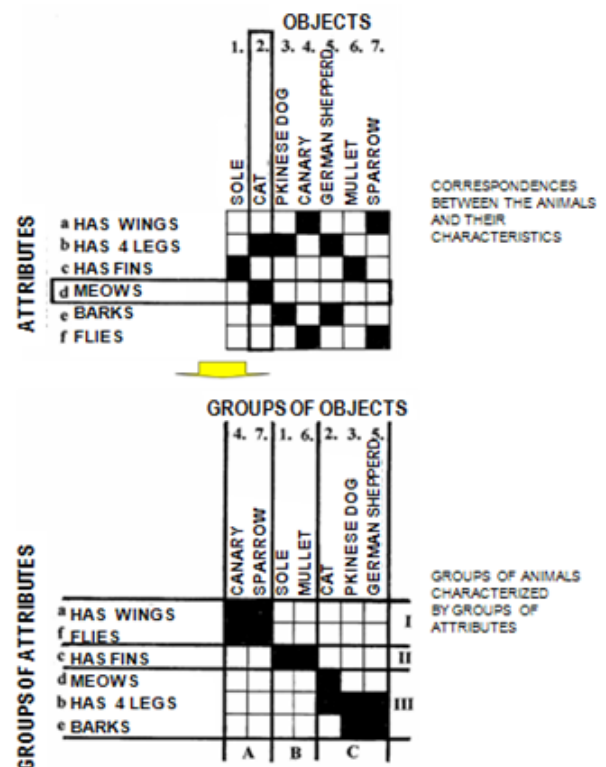 OBJECTS
1. 2. 3. 4. 5. 6. 7.
SOLE
CAT
PKINESE DOG
CANARY
GERMAN SHEPPERD
MULLET
SPARROW
ATTRIBUTES
a HAS WINGS
b HAS 4 LEGS
c HAS FINS
d MEOWS
e BARKS
f FLIES
CORRESPONDENCES
BETWEEN THE ANIMALS
AND THEIR
CHARACTERISTICS
GROUPS OF OBJECTS
4. 7. 1. 6. 2. 3. 5.
CANARY
SPARROW
SOLE
MULLET
CAT
PKINESE DOG
GERMAN SHEPPERD
GROUPS OF ATTRIBUTES
a HAS WINGS
f FLIES
c HAS FINS
d MEOWS
b HAS 4 LEGS
e BARKS
I
II
III
A B C
GROUPS OF ANIMALS
CHARACTERIZED
BY GROUPS OF
ATTRIBUTES